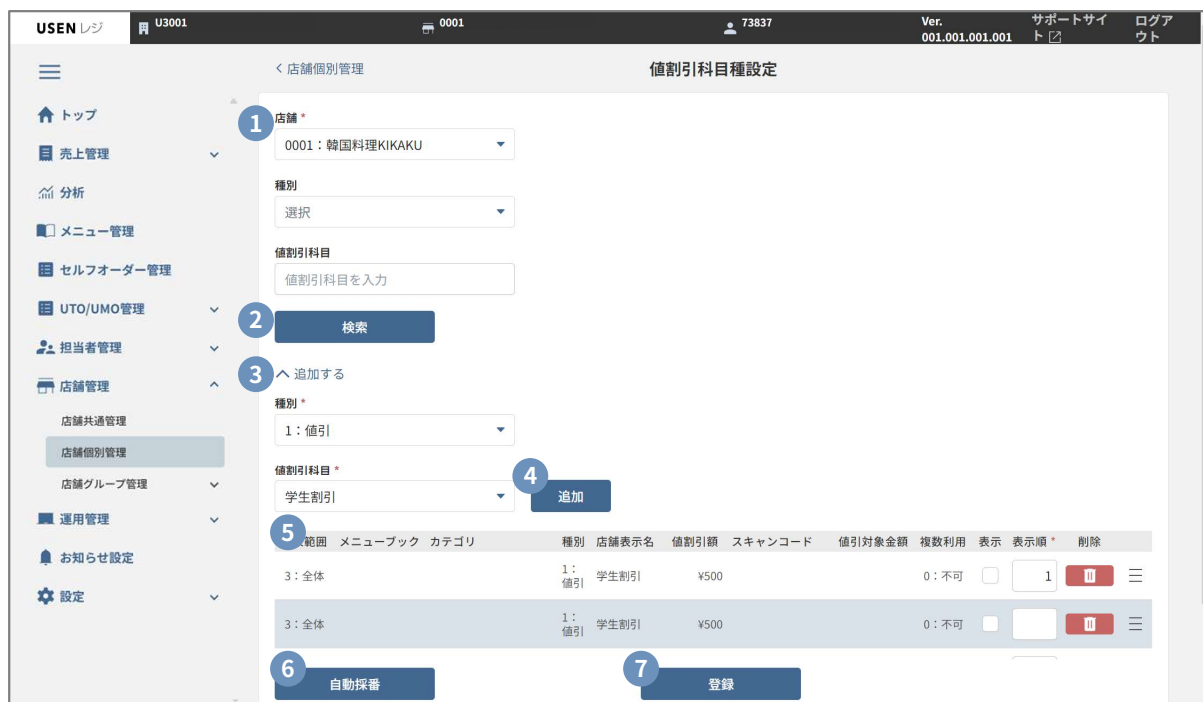 USEN レジ
U3001
0001
73837
Ver.
001.001.001.001
サポートサイ
ト
ログア
ウト
店舗個別管理
値割引科目種設定
トップ
売上管理
分析
メニュー管理
セルフオーダー管理
UTO/UMO管理
担当者管理
店舗管理
店舗共通管理
店舗個別管理
店舗グループ管理
運用管理
お知らせ設定
設定
1
店舗 *
0001：韓国料理KIKAKU
種別
選択
値割引科目
値割引科目を入力
2
検索
3
追加する
種別 *
1：値引
値割引科目 *
学生割引
4
追加
5
範囲 メニューブック カテゴリ 種別 店舗表示名 値割引額 スキャンコード 値引対象金額 複数利用 表示 表示順 * 削除
3：全体 1：値引 学生割引 ¥500 0：不可 1
3：全体 1：値引 学生割引 ¥500 0：不可
6
自動採番
7
登録